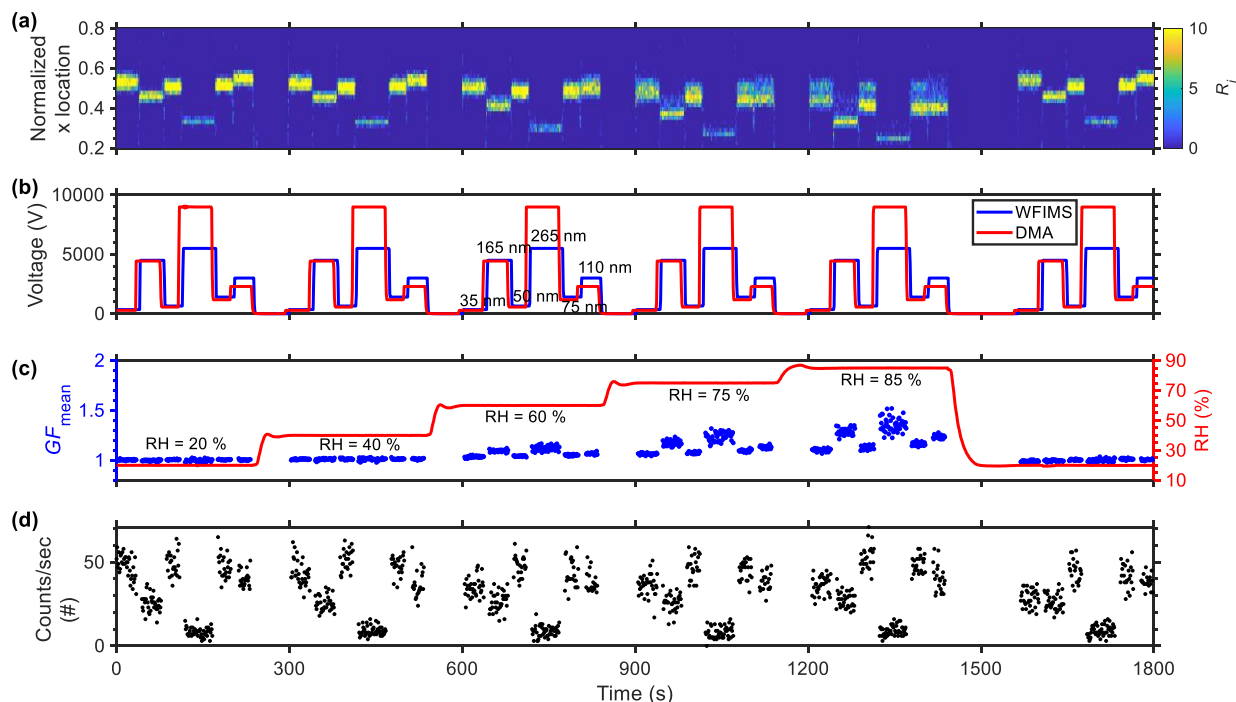 (a)
0.8
0.6
0.4
0.2
Normalized
x location
10
5
0
R_i
(b)
10000
5000
0
Voltage (V)
WFIMS
DMA
265 nm
165 nm
110 nm
35 nm
50 nm
75 nm
(c)
2
1.5
1
GF_mean
90
70
50
30
10
RH (%)
RH = 20 %
RH = 40 %
RH = 60 %
RH = 75 %
RH = 85 %
(d)
50
0
Counts/sec
(#)
0 300 600 900 1200 1500 1800
Time (s)